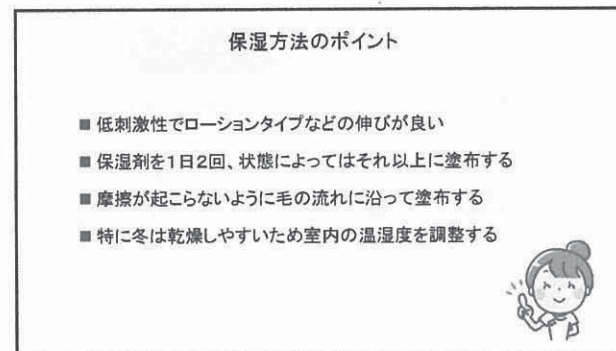 保湿方法のポイント
■ 低刺激性でローションタイプなどの伸びが良い
■ 保湿剤を1日2回、状態によってはそれ以上に塗布する
■ 摩擦が起こらないように毛の流れに沿って塗布する
■ 特に冬は乾燥しやすいため室内の温湿度を調整する